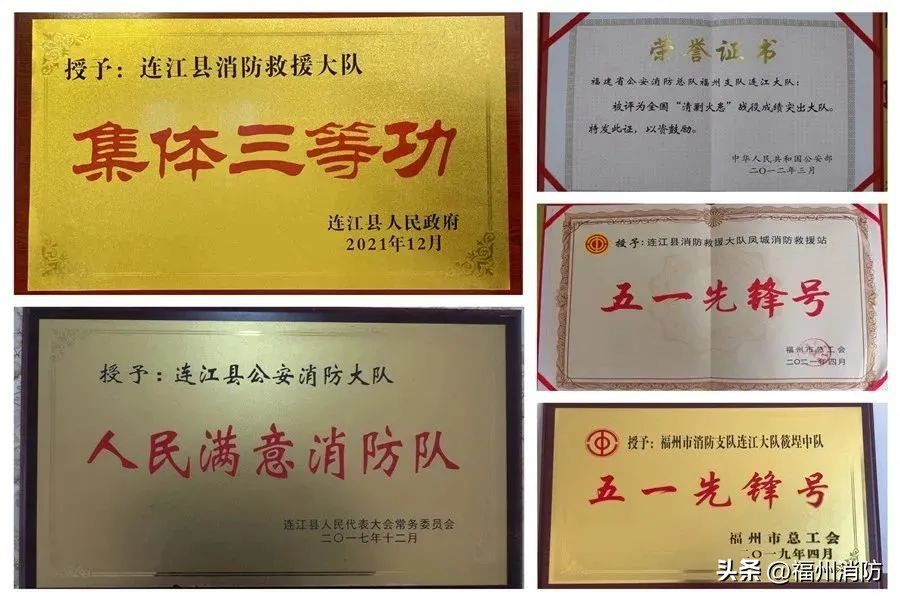 授予：连江县消防救援大队
集体三等功
连江县人民政府
2021年12月
荣誉证书
福建省公安消防总队福州支队连江大队：
被评为全国“清剿火患”战役成绩突出大队。
特发此证，以资鼓励。
中华人民共和国公安部
二〇一二年三月
授予：连江县消防救援大队凤城消防救援站
五一先锋号
福州市总工会
二〇二一年四月
授予：连江县公安消防大队
人民满意消防队
连江县人民代表大会常务委员会
二〇一七年十二月
授予：福州市消防支队连江大队筱埕中队
五一先锋号
福州市总工会
二〇一九年四月
头条 @福州消防